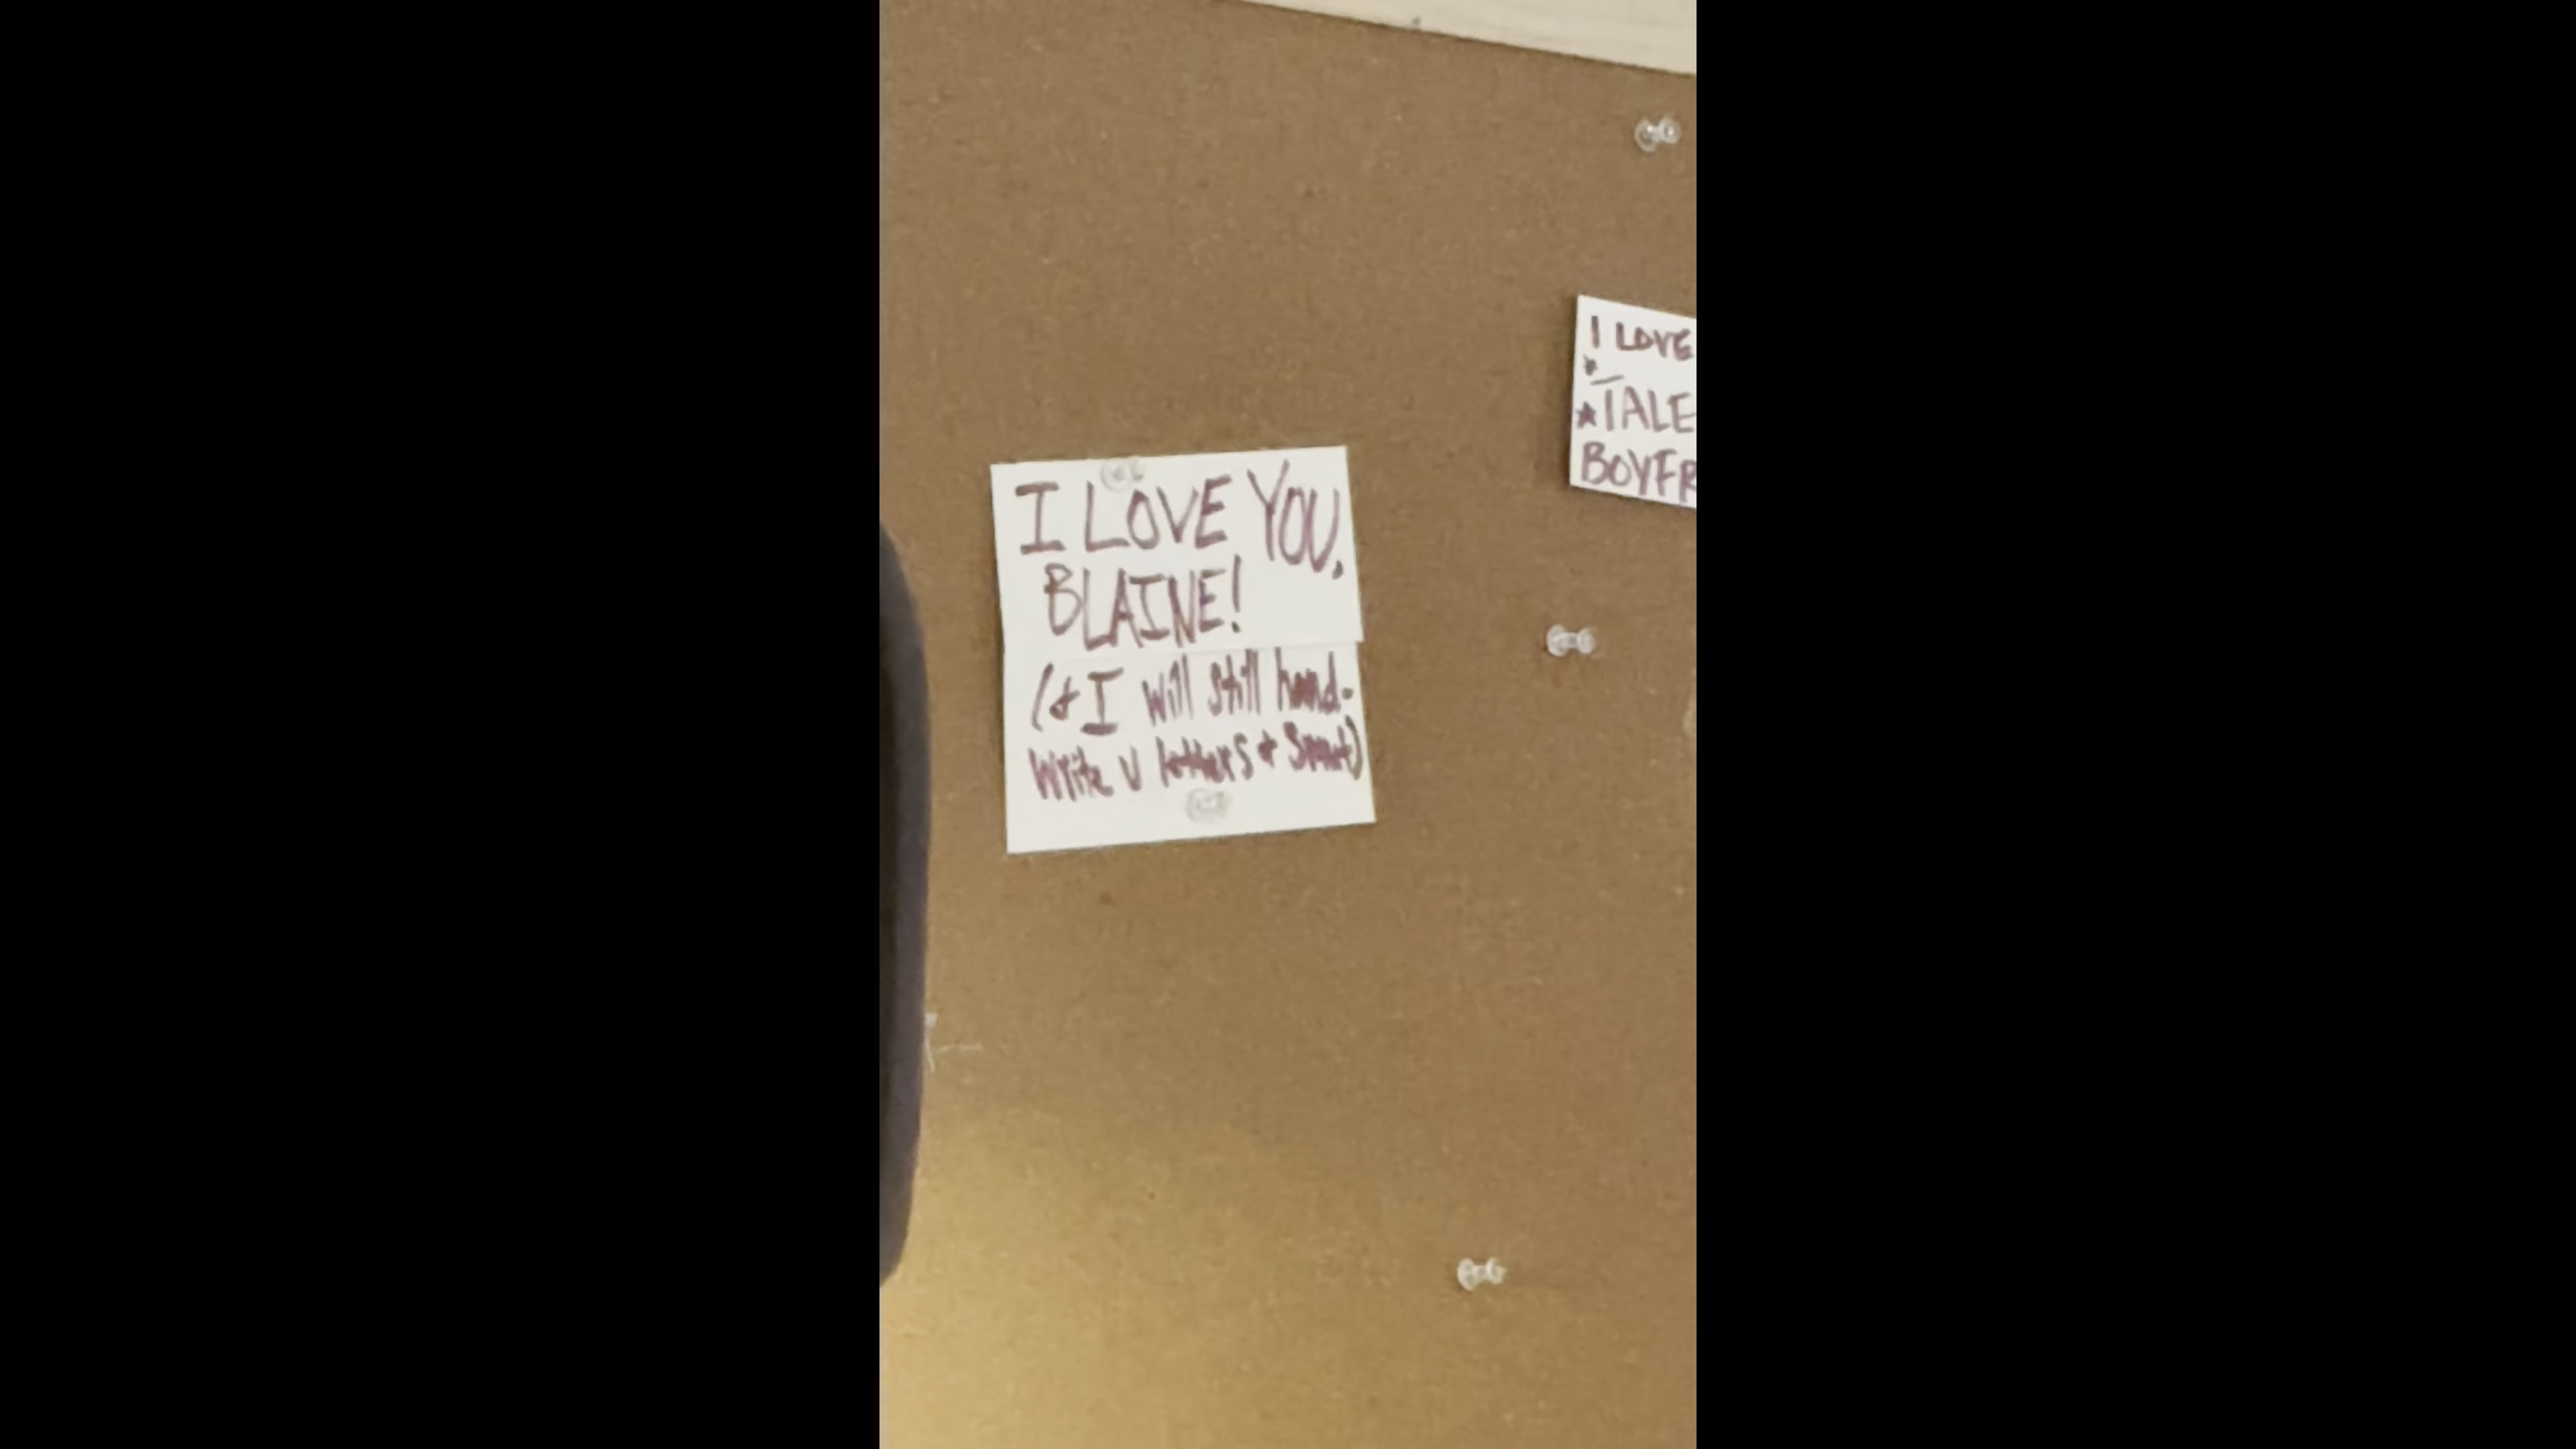 I LOVE YOU,
BLAINE!
(& I will still hand-
write u letters & smut)
I LOVE
TALE
BOYFR